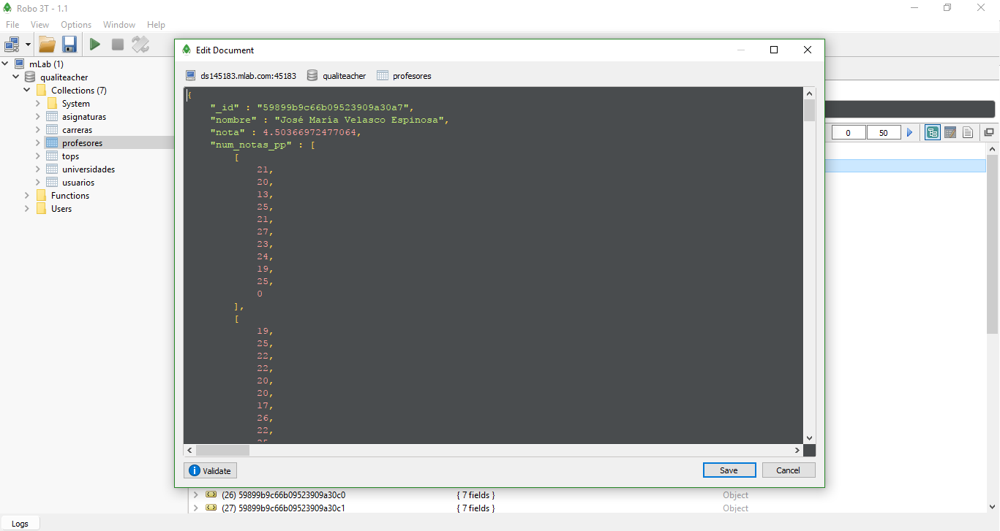 Robo 3T - 1.1
File View Options Window Help
Edit Document
mLab (1)
qualiteacher
Collections (7)
System
asignaturas
carreras
profesores
tops
universidades
usuarios
Functions
Users
ds145183.mlab.com:45183 qualiteacher profesores
0 50
{
"_id" : "59899b9c66b09523909a30a7",
"nombre" : "José María Velasco Espinosa",
"nota" : 4.50366972477064,
"num_notas_pp" : [
[
21,
20,
13,
25,
21,
27,
23,
24,
19,
25,
0
],
[
19,
25,
22,
22,
20,
20,
17,
26,
22,
Validate Save Cancel
(26) 59899b9c66b09523909a30c0 { 7 fields } Object
(27) 59899b9c66b09523909a30c1 { 7 fields } Object
Logs